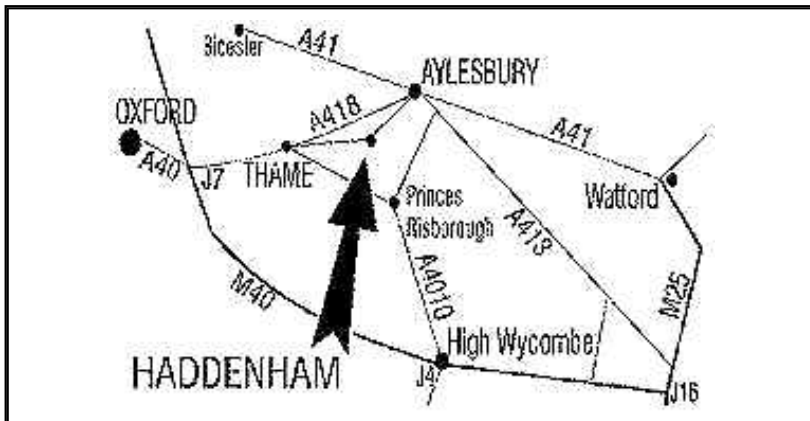 Bicester
A41
AYLESBURY
OXFORD
A418
A41
A40
J7
THAME
Princes
Risborough
Watford
A413
M40
A4010
M25
High Wycombe
HADDENHAM
J4
J16